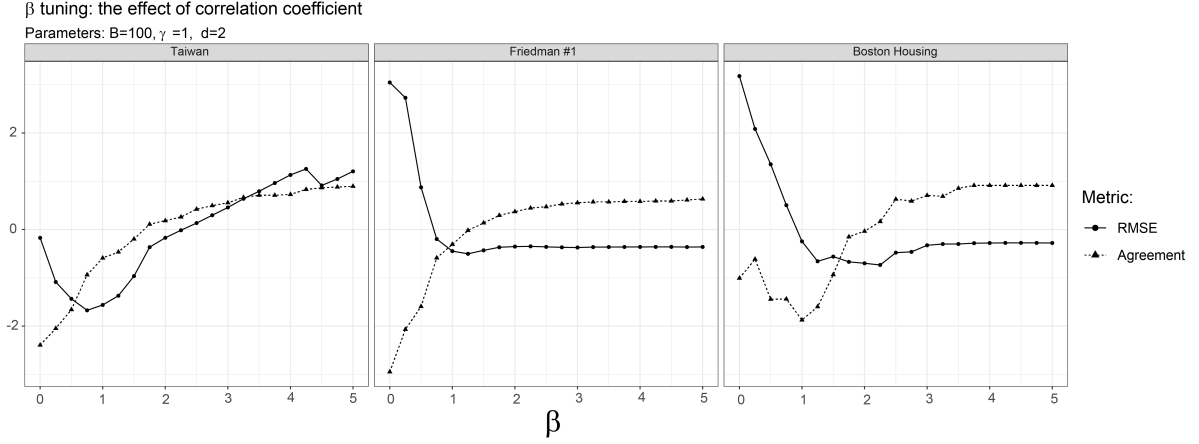 β tuning: the effect of correlation coefficient
Parameters: B=100, γ =1, d=2
Taiwan Friedman #1 Boston Housing
2
0
-2
0 1 2 3 4 5 0 1 2 3 4 5 0 1 2 3 4 5
β
Metric:
RMSE
Agreement